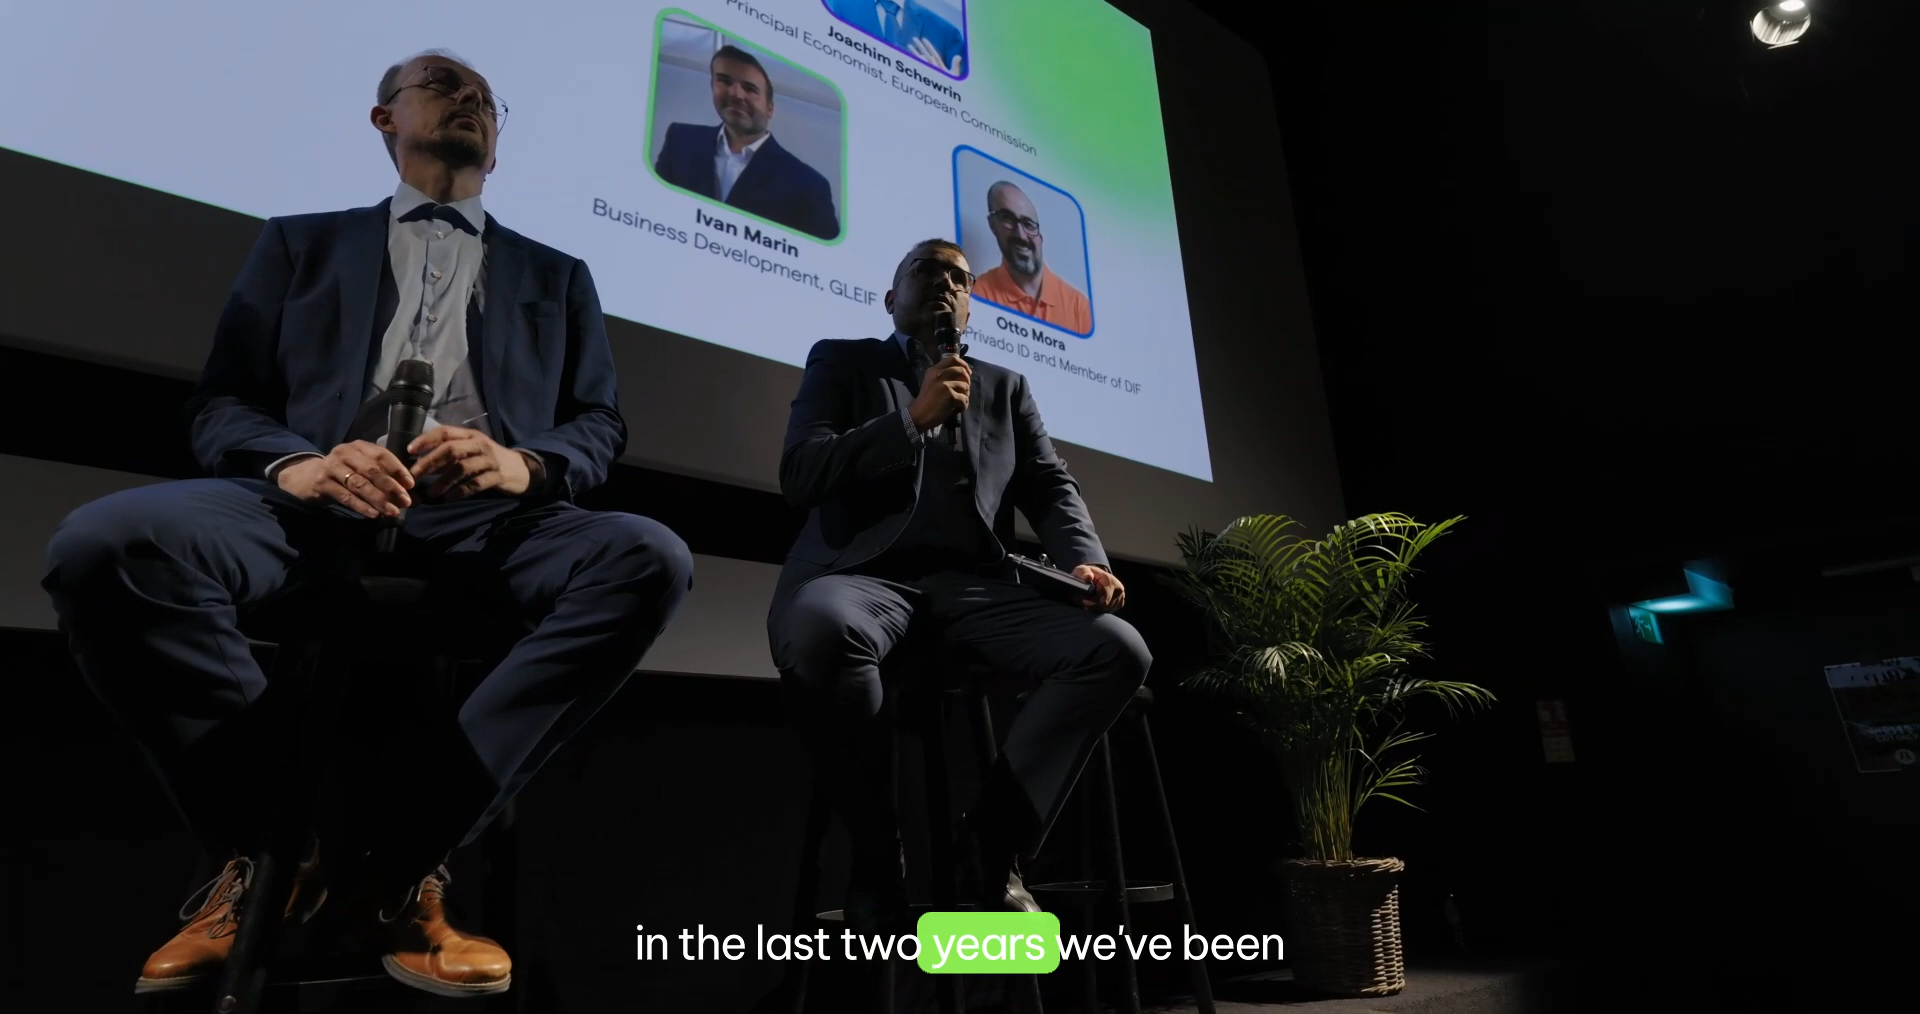 Joachim Schewrin
Principal Economist, European Commission
Ivan Marin
Business Development, GLEIF
Otto Mora
Privado ID and Member of DIF
in the last two years we've been